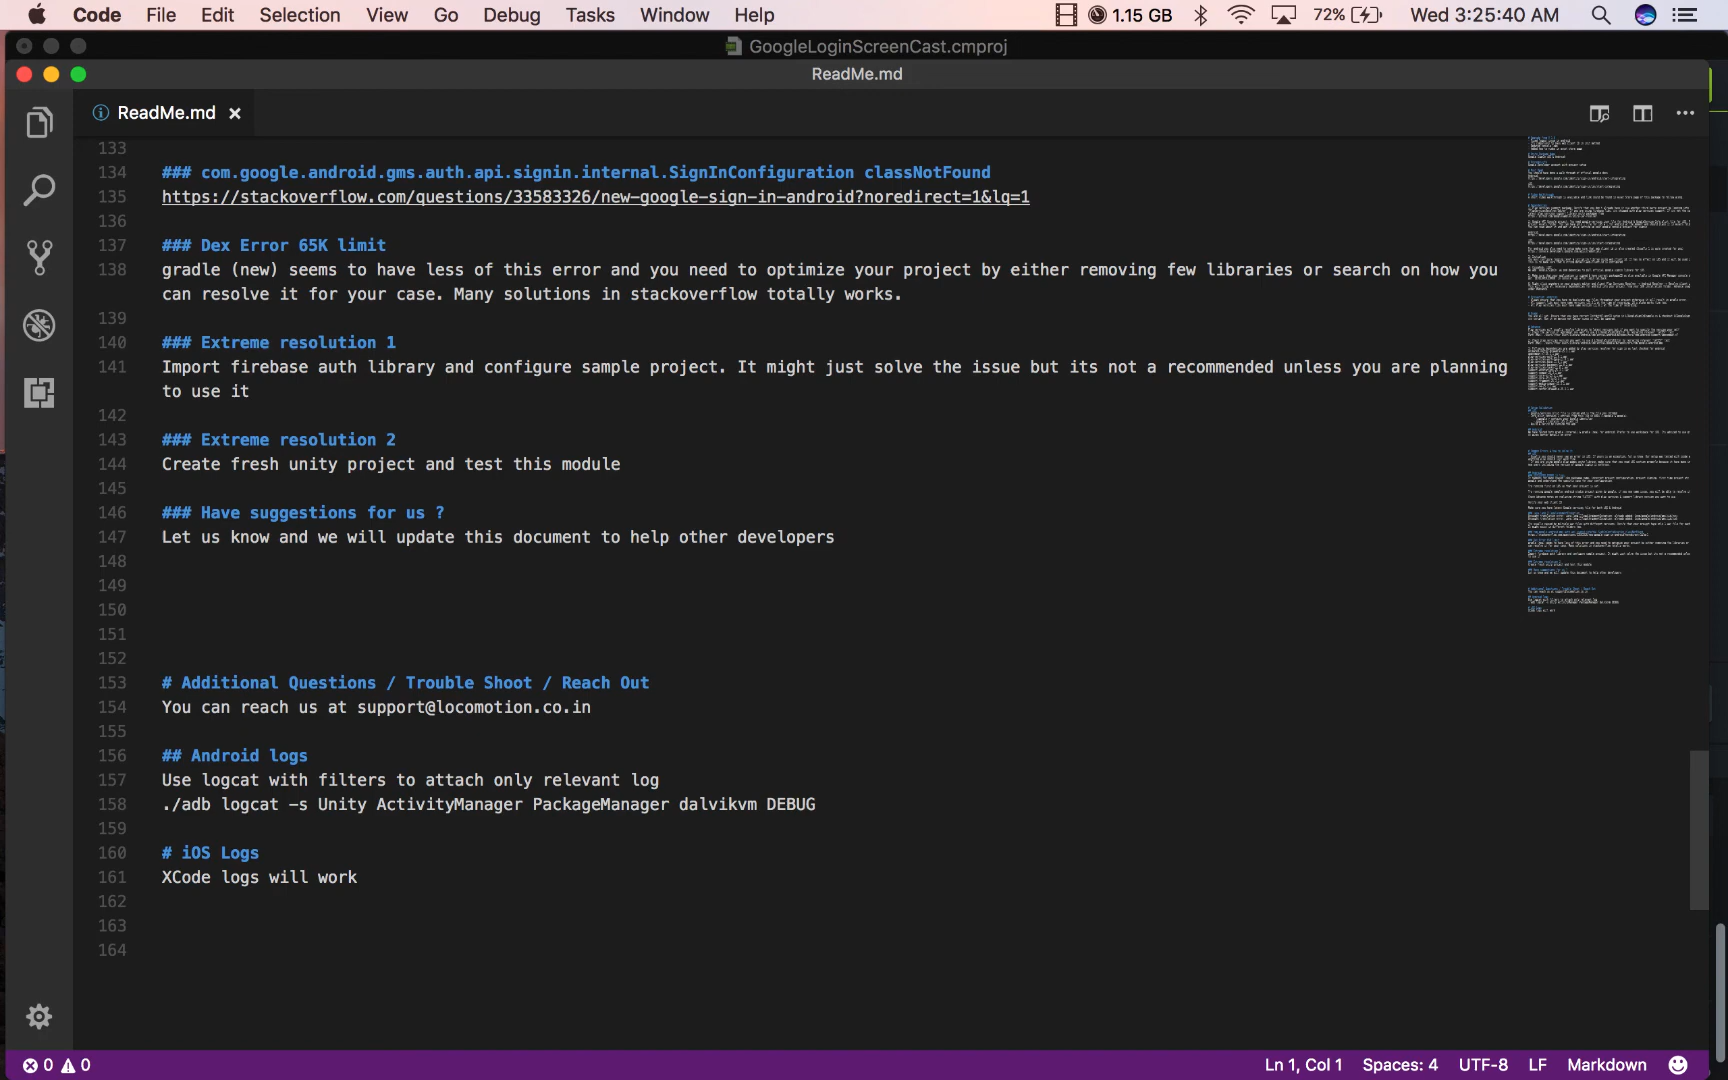 Code File Edit Selection View Go Debug Tasks Window Help 1.15 GB 72% Wed 3:25:40 AM
GoogleLoginScreenCast.cmproj
ReadMe.md
ReadMe.md
133
134 ### com.google.android.gms.auth.api.signin.internal.SignInConfiguration classNotFound
135 https://stackoverflow.com/questions/33583326/new-google-sign-in-android?noredirect=1&lq=1
136
137 ### Dex Error 65K limit
138 gradle (new) seems to have less of this error and you need to optimize your project by either removing few libraries or search on how you
can resolve it for your case. Many solutions in stackoverflow totally works.
139
140 ### Extreme resolution 1
141 Import firebase auth library and configure sample project. It might just solve the issue but its not a recommended unless you are planning
to use it
142
143 ### Extreme resolution 2
144 Create fresh unity project and test this module
145
146 ### Have suggestions for us ?
147 Let us know and we will update this document to help other developers
148
149
150
151
152
153 # Additional Questions / Trouble Shoot / Reach Out
154 You can reach us at support@locomotion.co.in
155
156 ## Android logs
157 Use logcat with filters to attach only relevant log
158 ./adb logcat -s Unity ActivityManager PackageManager dalvikvm DEBUG
159
160 # iOS Logs
161 XCode logs will work
162
163
164
0 0 Ln 1, Col 1 Spaces: 4 UTF-8 LF Markdown